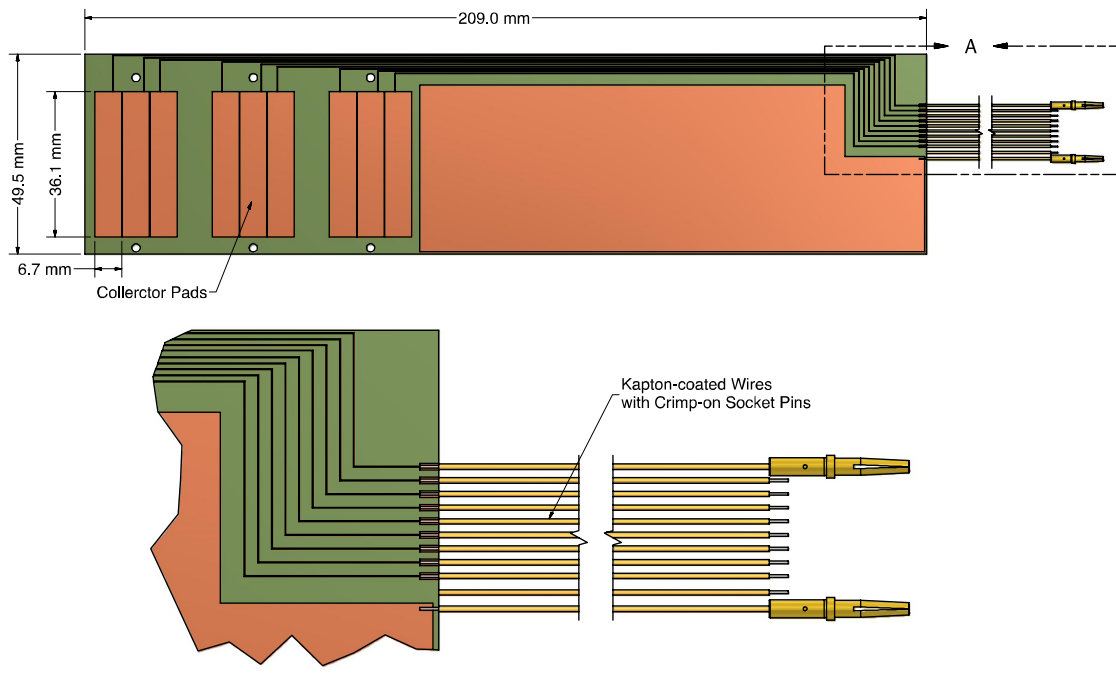 209.0 mm
A
49.5 mm
36.1 mm
6.7 mm
Collerctor Pads
Kapton-coated Wires
with Crimp-on Socket Pins